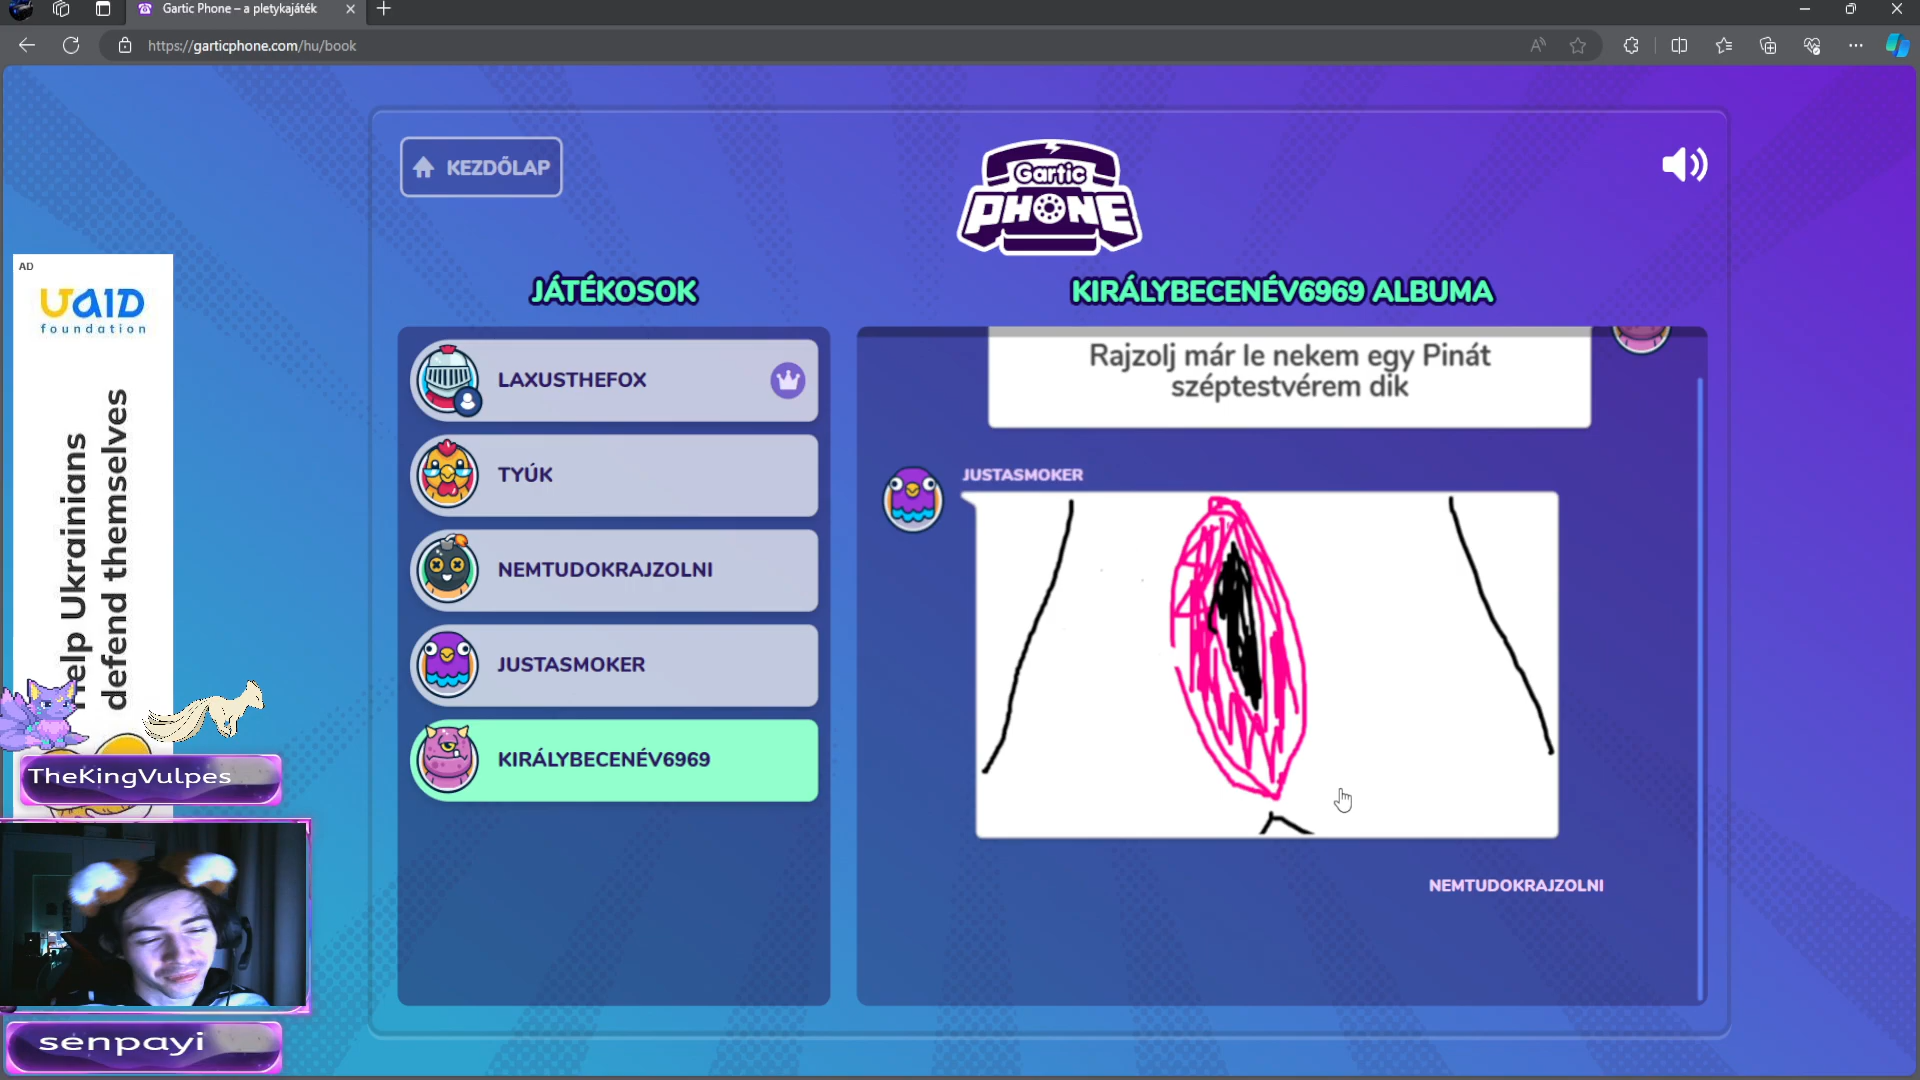 Gartic Phone – a pletykajáték
https://garticphone.com/hu/book
KEZDŐLAP
Gartic
PHONE
JÁTÉKOSOK
KIRÁLYBECENÉV6969 ALBUMA
AD
UAID
foundation
Help Ukrainians
defend themselves
LAXUSTHEFOX
TYÚK
NEMTUDOKRAJZOLNI
JUSTASMOKER
KIRÁLYBECENÉV6969
Rajzolj már le nekem egy Pinát
széptestvérem dik
JUSTASMOKER
NEMTUDOKRAJZOLNI
TheKingVulpes
senpayi